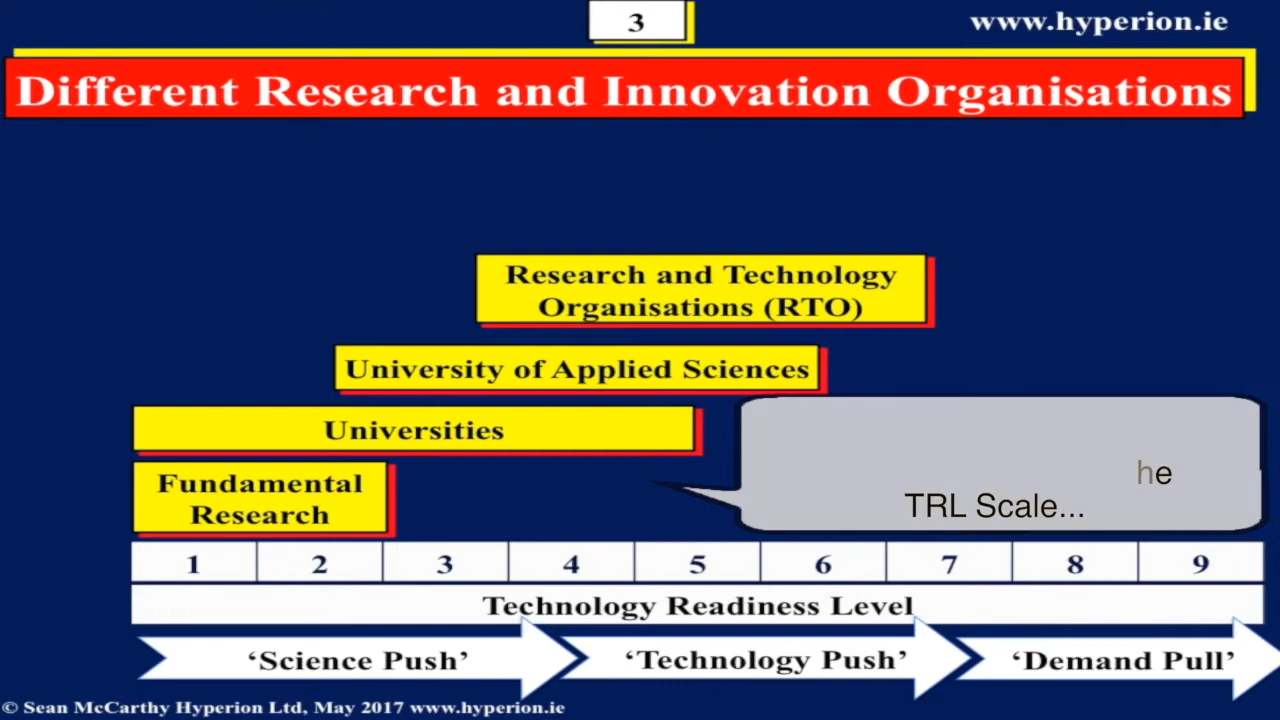 3
www.hyperion.ie
Different Research and Innovation Organisations
Research and Technology
Organisations (RTO)
University of Applied Sciences
Universities
Fundamental
Research
he
TRL Scale...
1 2 3 4 5 6 7 8 9
Technology Readiness Level
‘Science Push’ ‘Technology Push’ ‘Demand Pull’
© Sean McCarthy Hyperion Ltd, May 2017 www.hyperion.ie